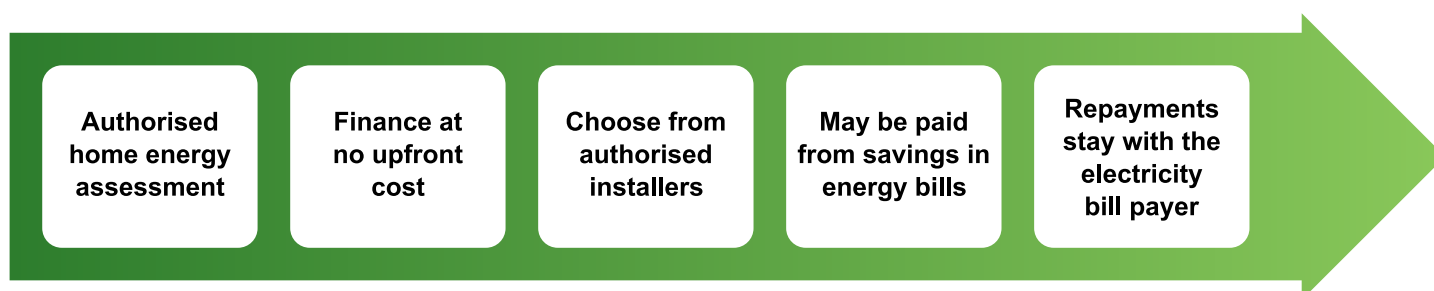 Authorised
home energy
assessment
Finance at
no upfront
cost
Choose from
authorised
installers
May be paid
from savings in
energy bills
Repayments
stay with the
electricity
bill payer